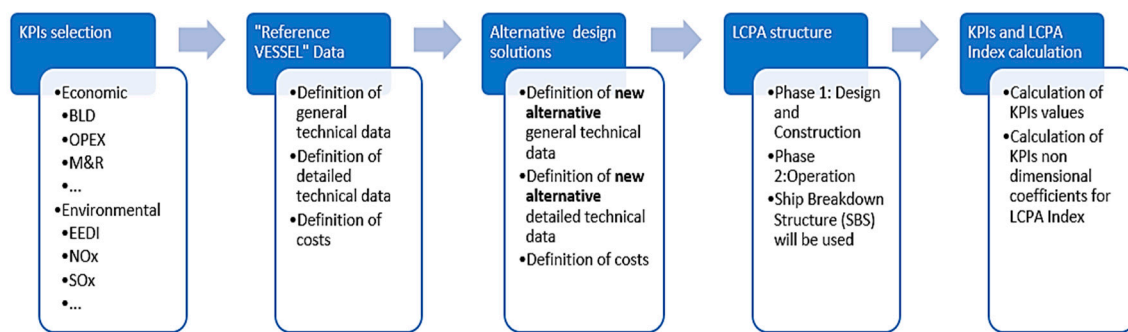 KPIs selection
•Economic
•BLD
•OPEX
•M&R
•...
•Environmental
•EEDI
•NOx
•SOx
•...
"Reference
VESSEL" Data
•Definition of
general
technical data
•Definition of
detailed
technical data
•Definition of
costs
Alternative design
solutions
•Definition of new
alternative
general technical
data
•Definition of new
alternative
detailed technical
data
•Definition of costs
LCPA structure
•Phase 1: Design
and
Construction
•Phase
2:Operation
•Ship Breakdown
Structure (SBS)
will be used
KPIs and LCPA
Index calculation
•Calculation of
KPIs values
•Calculation of
KPIs non
dimensional
coefficients for
LCPA Index